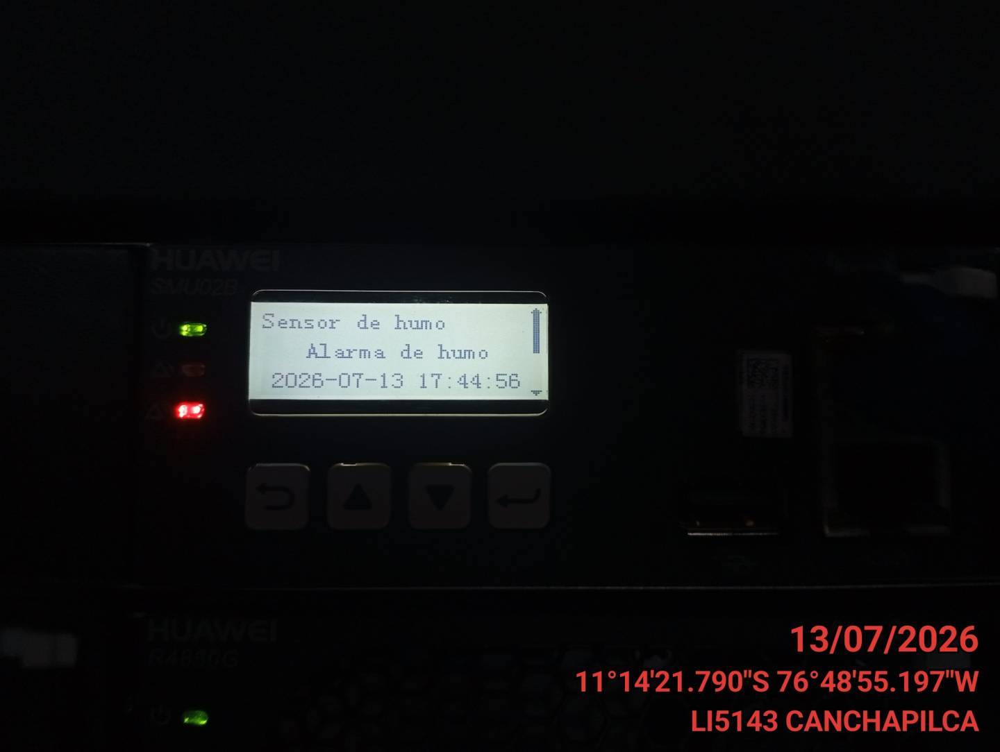 HUAWEI
SMU02B
Sensor de humo
Alarma de humo
2026-07-13 17:44:56
HUAWEI
R4850G
13/07/2026
11°14'21.790"S 76°48'55.197"W
LI5143 CANCHAPILCA